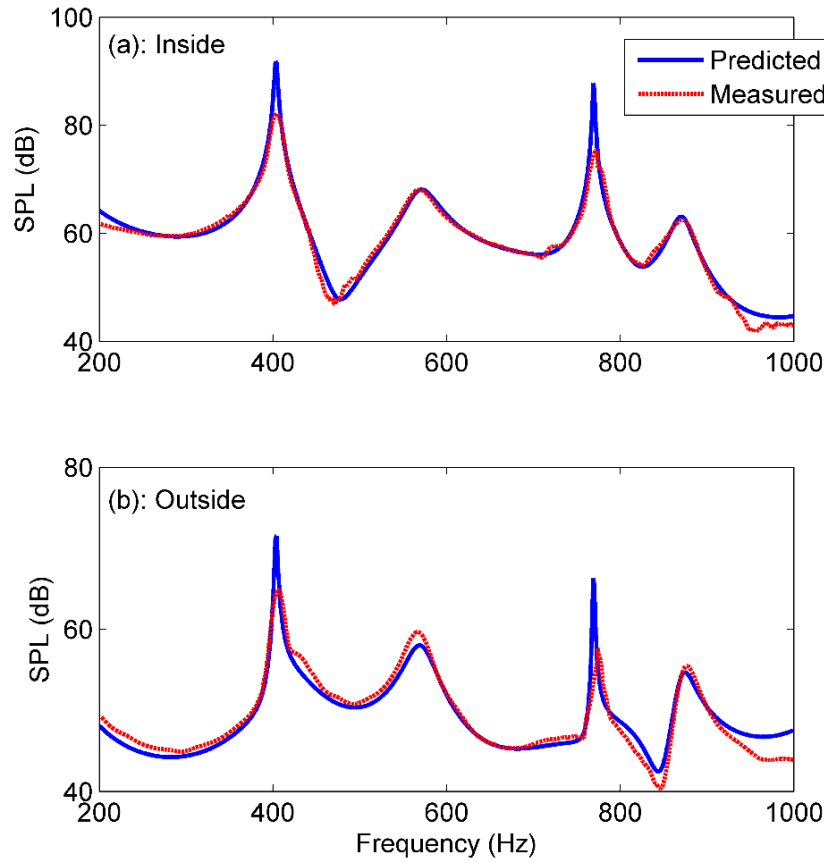 100
(a): Inside
Predicted
Measured
80
SPL (dB)
60
40
200 400 600 800 1000
80
(b): Outside
SPL (dB)
60
40
200 400 600 800 1000
Frequency (Hz)